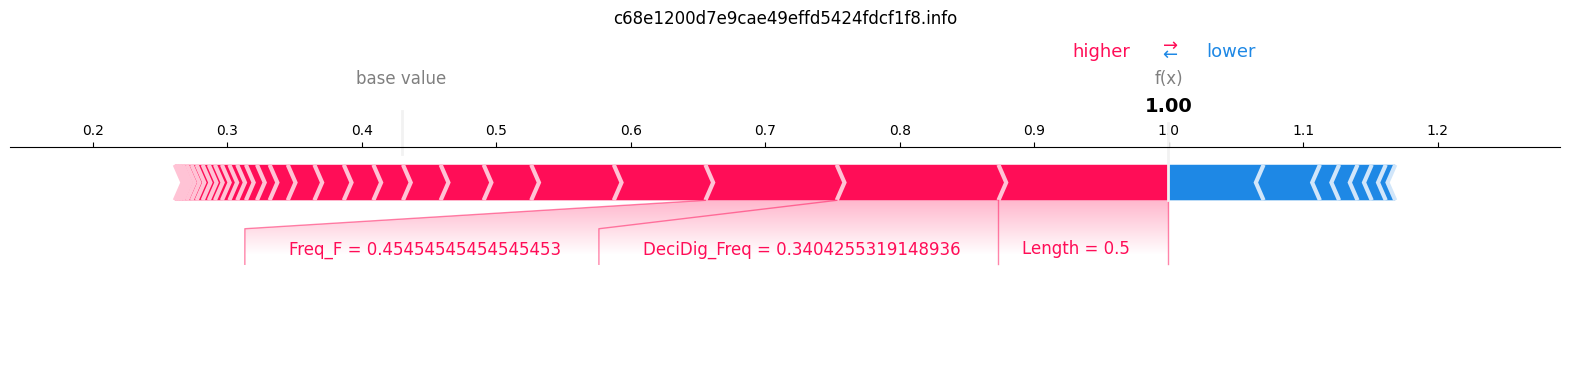 c68e1200d7e9cae49effd5424fdcf1f8.info
higher → ← lower
base value f(x)
1.00
0.2 0.3 0.4 0.5 0.6 0.7 0.8 0.9 1.0 1.1 1.2
Freq_F = 0.45454545454545453 DeciDig_Freq = 0.3404255319148936 Length = 0.5